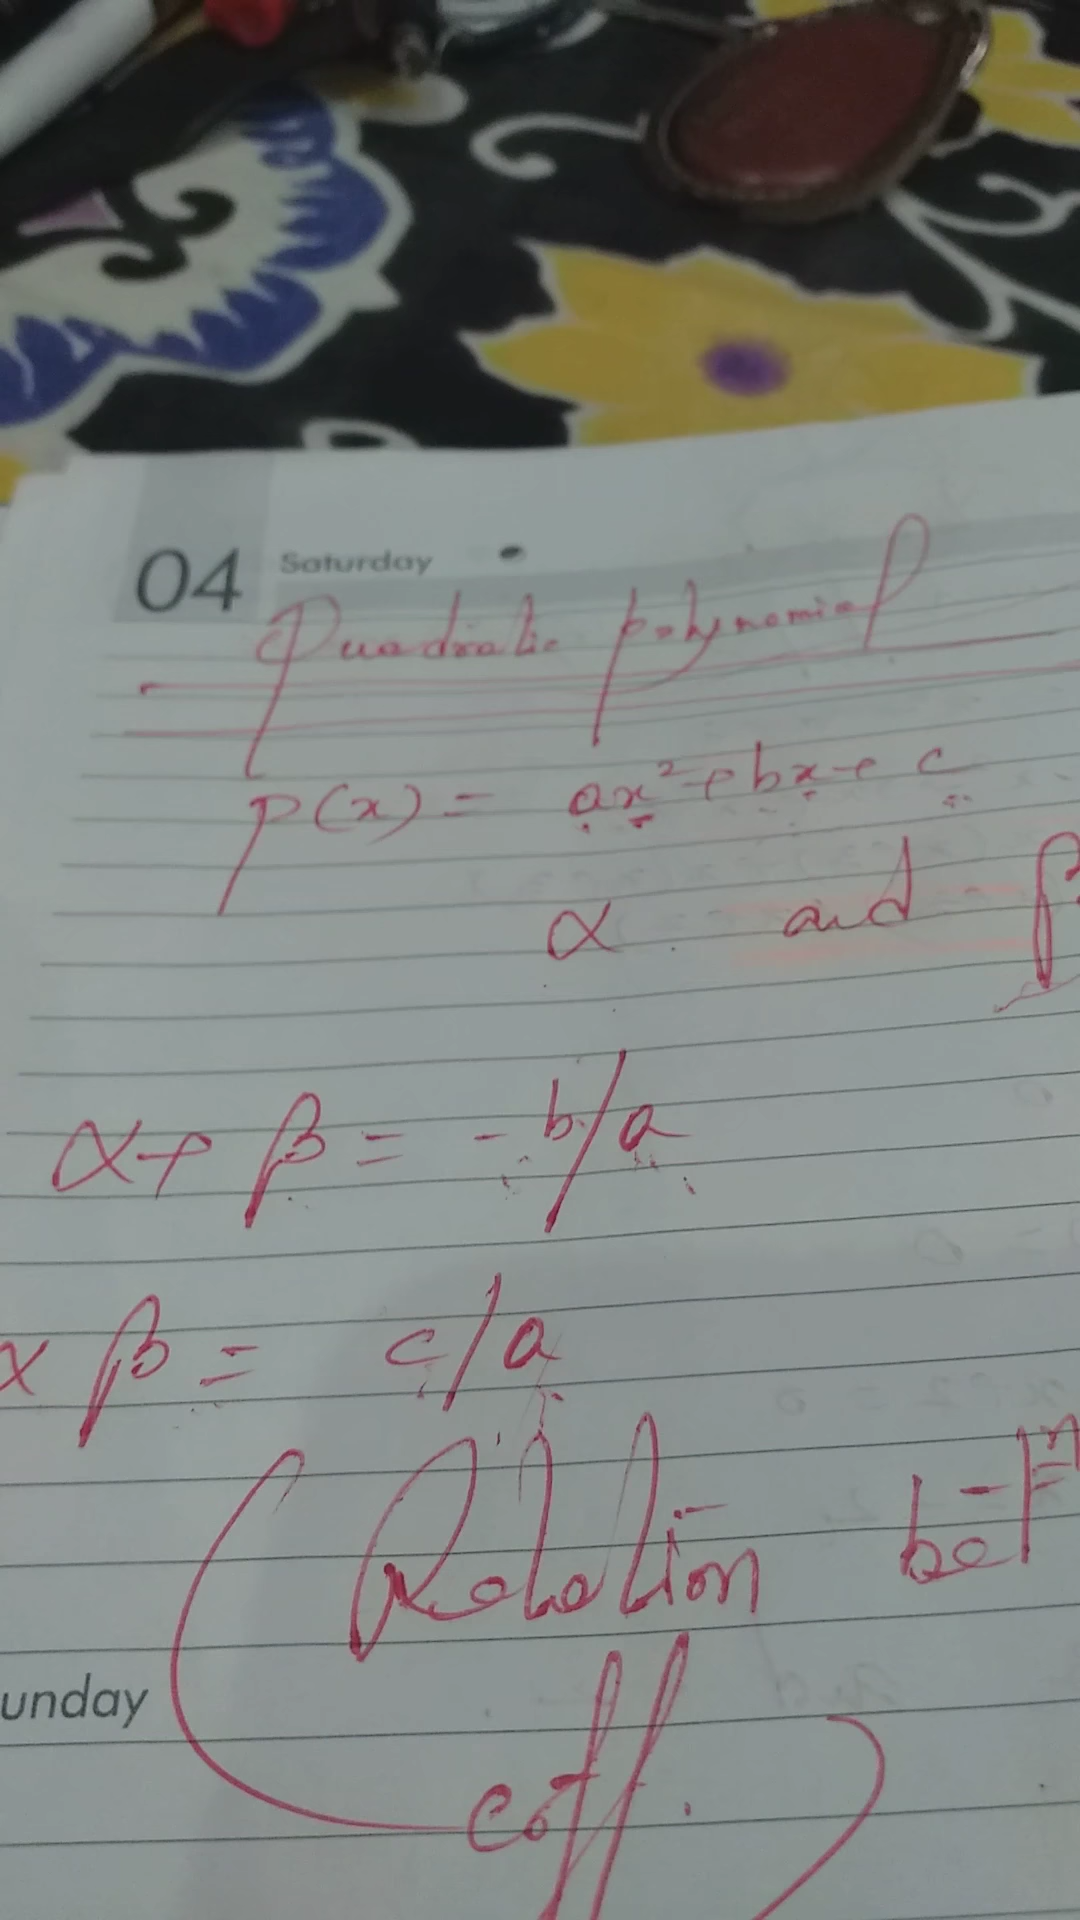 04 Saturday
Quadratic polynomial
p(x) = ax²+bx+c
α and β
α+β = -b/a
αβ = c/a
(Relation bet
unday
coff.)